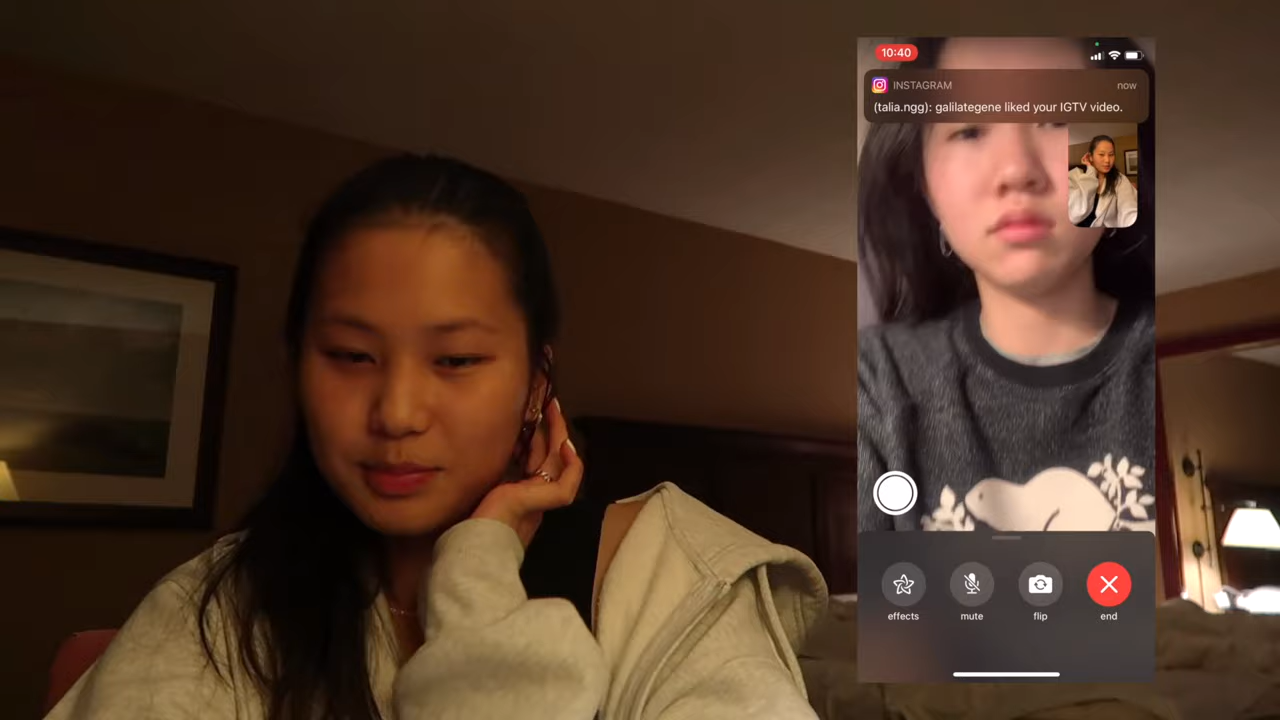 10:40
INSTAGRAM
now
(talia.ngg): galilategene liked your IGTV video.
effects
mute
flip
end